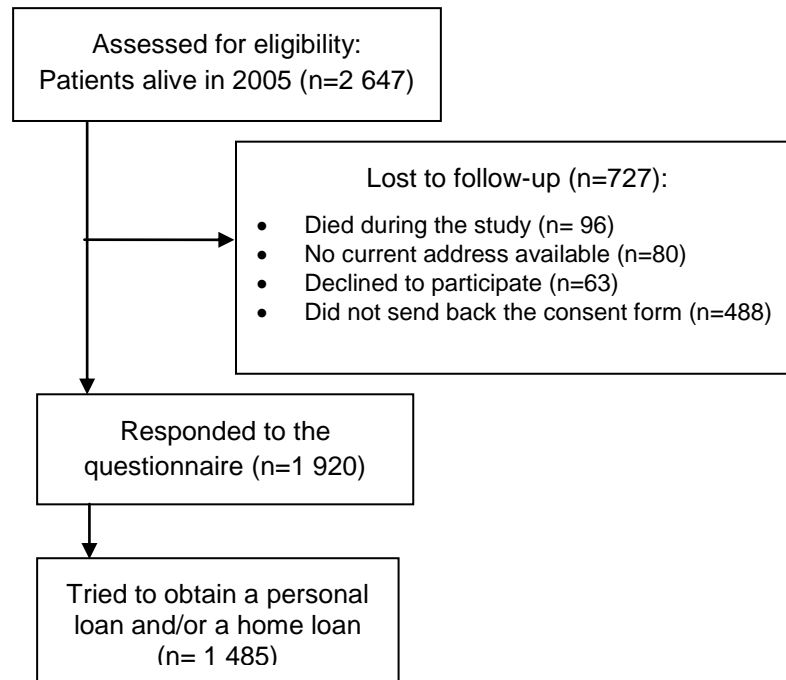 Assessed for eligibility:
Patients alive in 2005 (n=2 647)
Lost to follow-up (n=727):
• Died during the study (n= 96)
• No current address available (n=80)
• Declined to participate (n=63)
• Did not send back the consent form (n=488)
Responded to the
questionnaire (n=1 920)
Tried to obtain a personal
loan and/or a home loan
(n= 1 485)